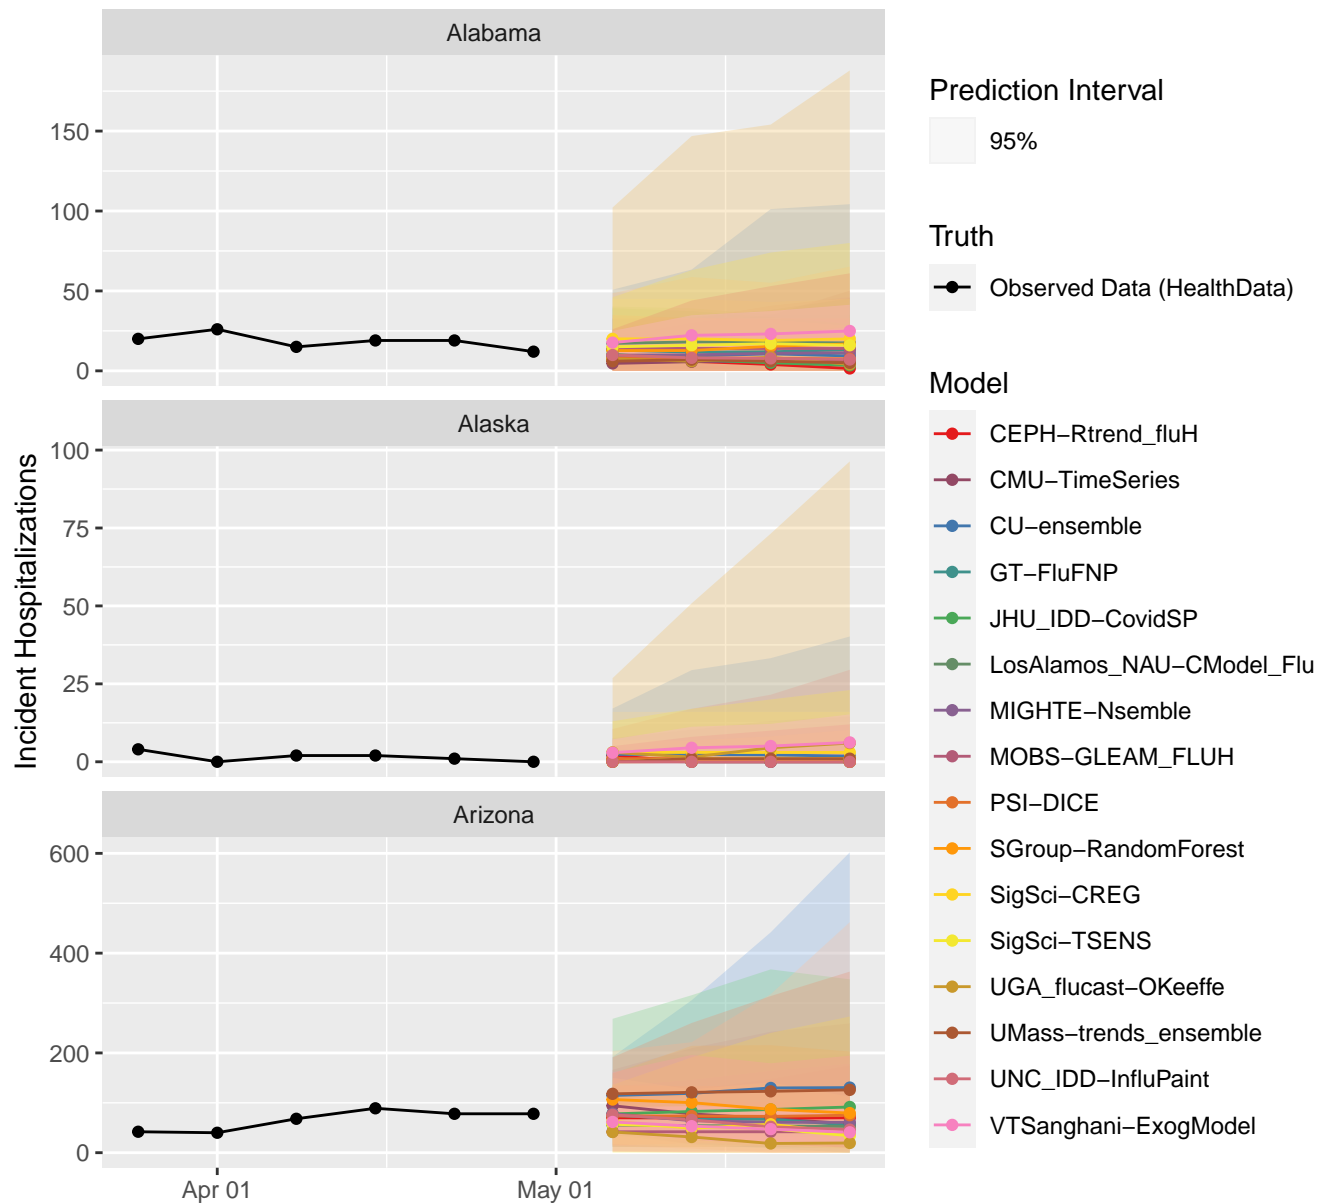 Alabama
150
100
50
0
Alaska
100
75
50
25
0
Arizona
600
400
200
0
Apr 01
May 01
Incident Hospitalizations
Prediction Interval
95%
Truth
Observed Data (HealthData)
Model
CEPH−Rtrend_fluH
CMU−TimeSeries
CU−ensemble
GT−FluFNP
JHU_IDD−CovidSP
LosAlamos_NAU−CModel_Flu
MIGHTE−Nsemble
MOBS−GLEAM_FLUH
PSI−DICE
SGroup−RandomForest
SigSci−CREG
SigSci−TSENS
UGA_flucast−OKeeffe
UMass−trends_ensemble
UNC_IDD−InfluPaint
VTSanghani−ExogModel